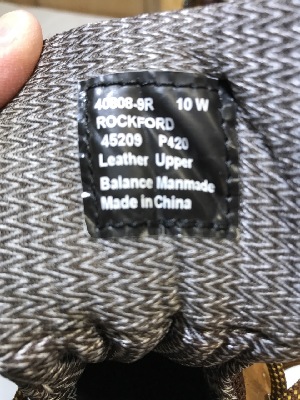 40808-9R 10 W
ROCKFORD
45209 P420
Leather Upper
Balance Manmade
Made in China